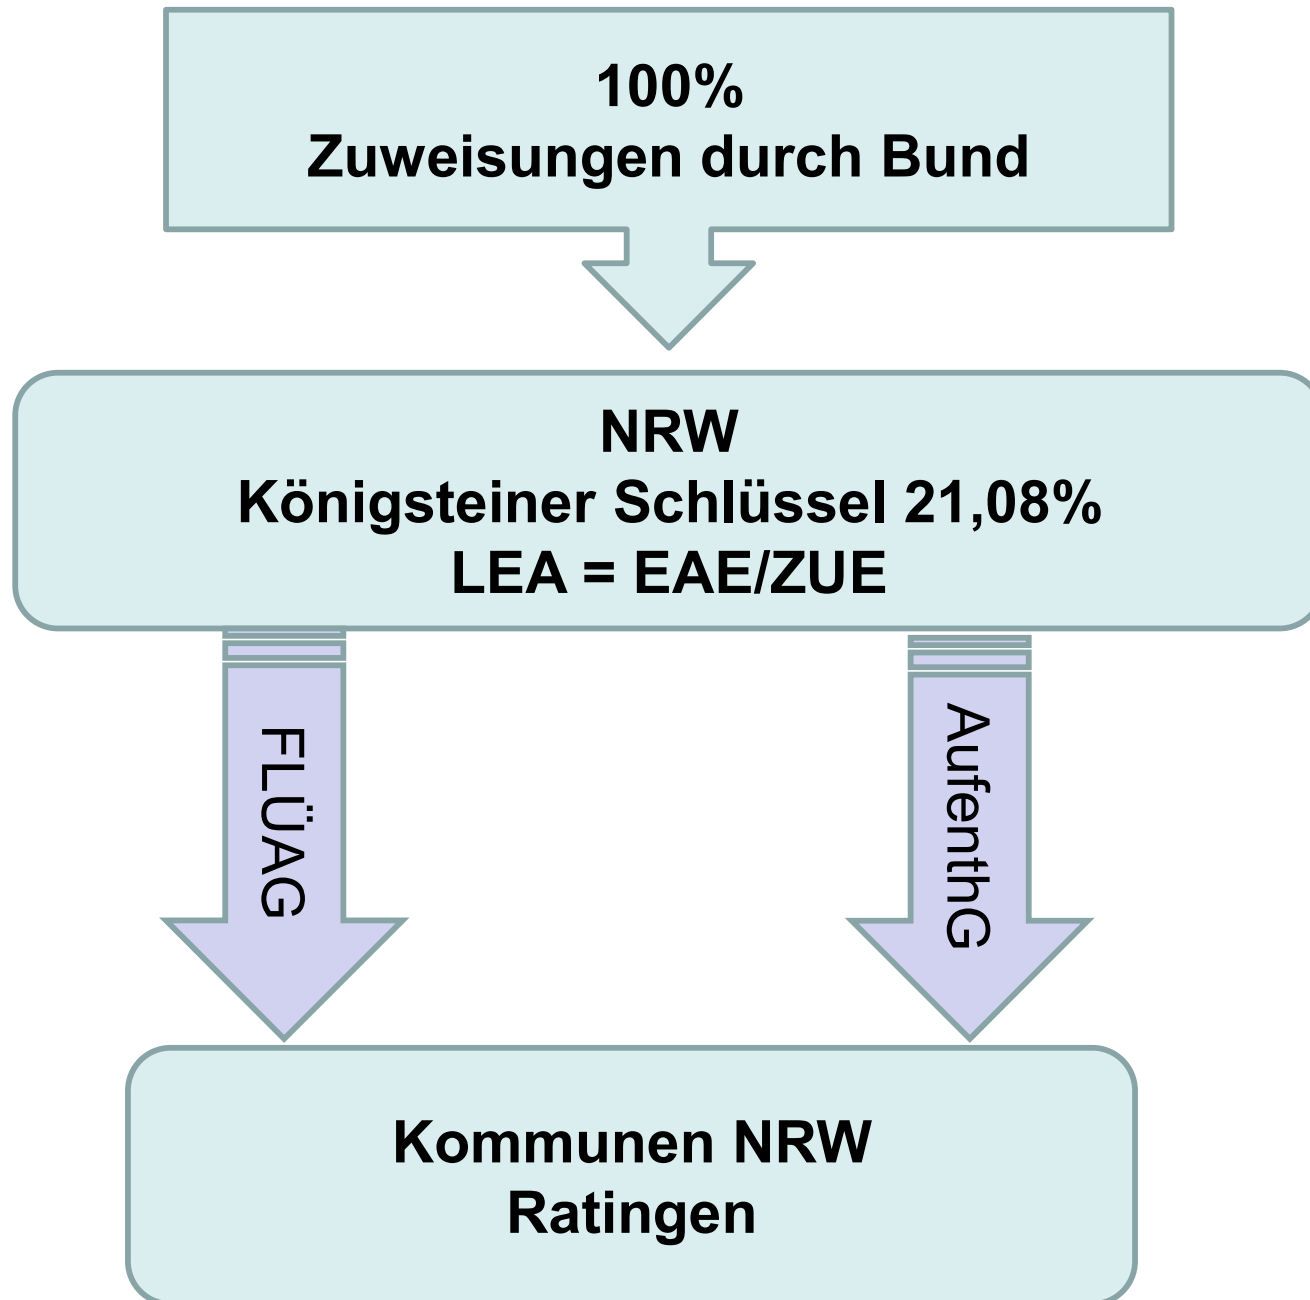 100%
Zuweisungen durch Bund
NRW
Königsteiner Schlüssel 21,08%
LEA = EAE/ZUE
FLÜAG
AufenthG
Kommunen NRW
Ratingen